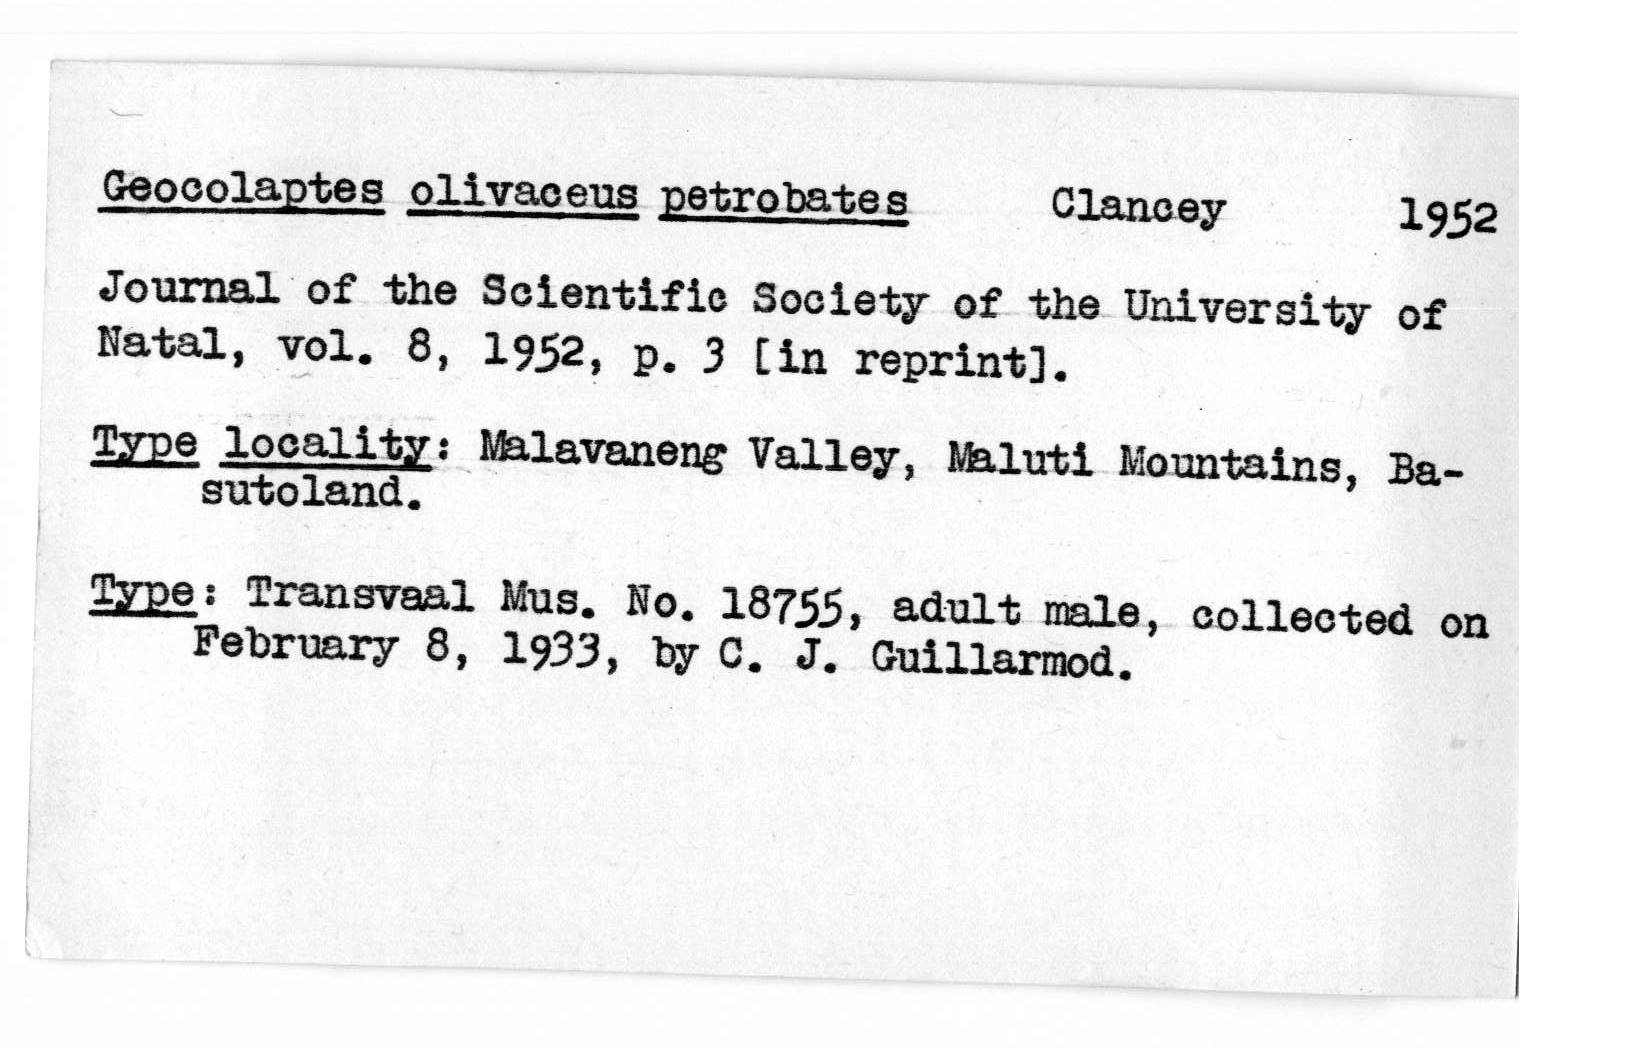 Geocolaptes olivaceus petrobates Clancey 1952
Journal of the Scientific Society of the University of
Natal, vol. 8, 1952, p. 3 [in reprint].
Type locality: Malavaneng Valley, Maluti Mountains, Ba-
sutoland.
Type: Transvaal Mus. No. 18755, adult male, collected on
February 8, 1933, by C. J. Guillarmod.